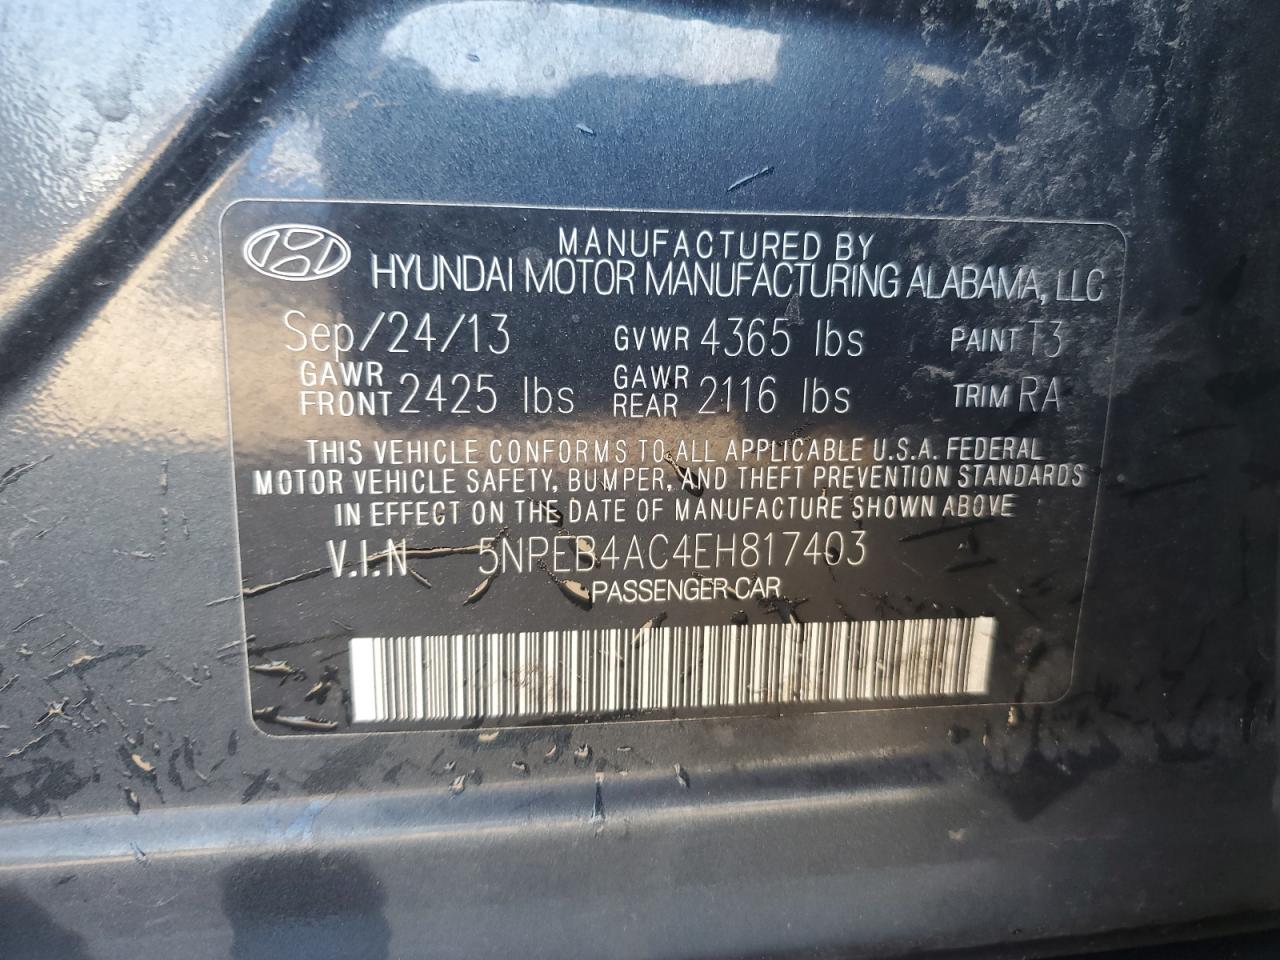 MANUFACTURED BY
HYUNDAI MOTOR MANUFACTURING ALABAMA, LLC
Sep/24/13 GVWR 4365 lbs PAINT T3
GAWR FRONT 2425 lbs GAWR REAR 2116 lbs TRIM RA
THIS VEHICLE CONFORMS TO ALL APPLICABLE U.S.A. FEDERAL
MOTOR VEHICLE SAFETY, BUMPER, AND THEFT PREVENTION STANDARDS
IN EFFECT ON THE DATE OF MANUFACTURE SHOWN ABOVE
V.I.N 5NPEB4AC4EH817403
PASSENGER CAR